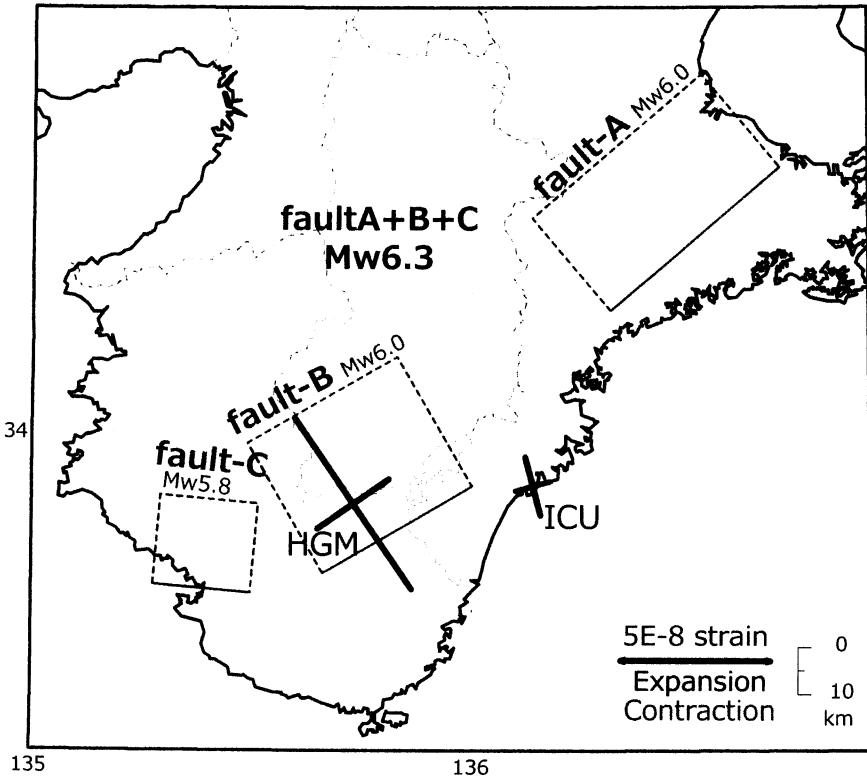 fault-A Mw6.0
faultA+B+C
Mw6.3
fault-B Mw6.0
34
fault-C
Mw5.8
HGM
ICU
5E-8 strain
Expansion
Contraction
0
10
km
135
136